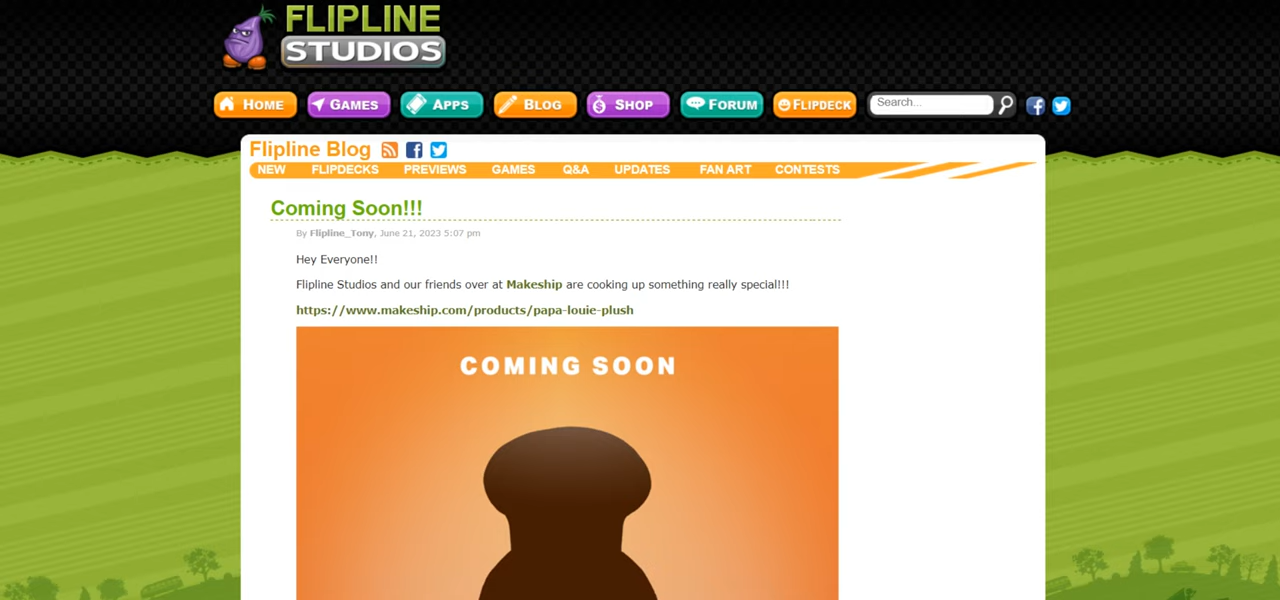 FLIPLINE
STUDIOS
HOME GAMES APPS BLOG SHOP FORUM FLIPDECK Search...
Flipline Blog
NEW FLIPDECKS PREVIEWS GAMES Q&A UPDATES FAN ART CONTESTS
Coming Soon!!!
By Flipline_Tony, June 21, 2023 5:07 pm
Hey Everyone!!
Flipline Studios and our friends over at Makeship are cooking up something really special!!!
https://www.makeship.com/products/papa-louie-plush
COMING SOON